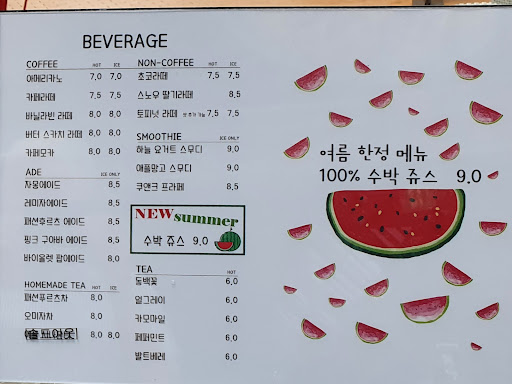 BEVERAGE
COFFEE HOT ICE
아메리카노 7,0 7,0
카페라떼 7,5 7,5
바닐라빈 라떼 8,0 8,0
버터 스카치 라떼 8,0 8,0
카페모카 8,0 8,0
ADE ICE ONLY
자몽에이드 8,5
레미자에이드 8,5
패션후르츠 에이드 8,5
핑크 구아바 에이드 8,5
바이올렛 팝에이드 8,5
HOMEMADE TEA HOT ICE
패션푸르츠차 8,0
오미자차 8,0
8,0 8,0
NON-COFFEE HOT ICE
초코라떼 7,5 7,5
스노우 딸기라떼 8,5
토피넛 라떼 샷 추가 가능 7,5 7,5
SMOOTHIE ICE ONLY
하늘 요거트 스무디 9,0
애플망고 스무디 9,0
쿠앤크 프라페 8,5
NEW summer
수박 쥬스 9.0
TEA HOT
동백꽃 6,0
얼그레이 6,0
카모마일 6,0
페퍼민트 6,0
발트베레 6,0
여름 한정 메뉴
100% 수박 쥬스 9.0